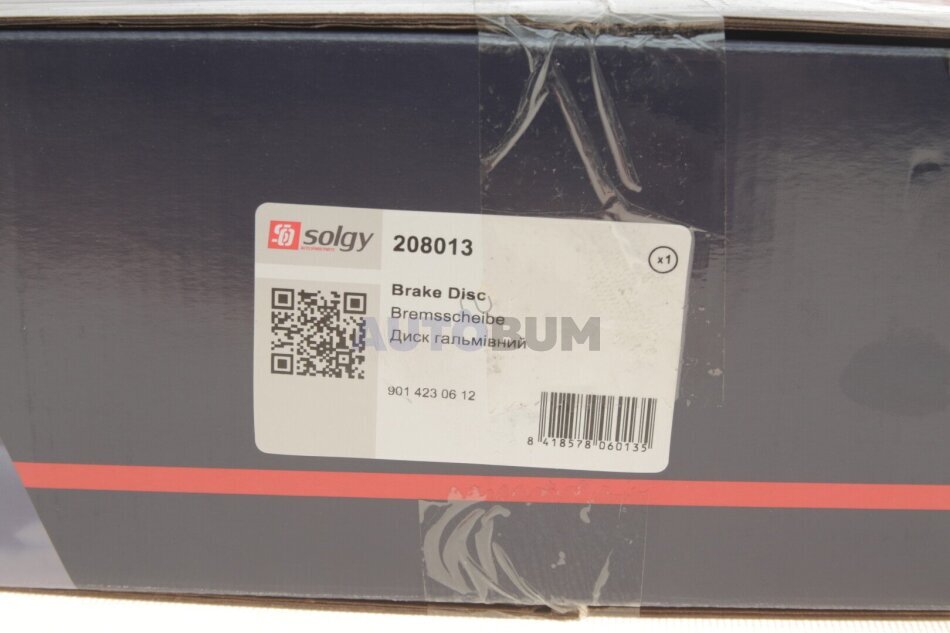 solgy
208013
x1
Brake Disc
Bremsscheibe
Диск гальмівний
AUTOBUM
901 423 06 12
8 418578 060135